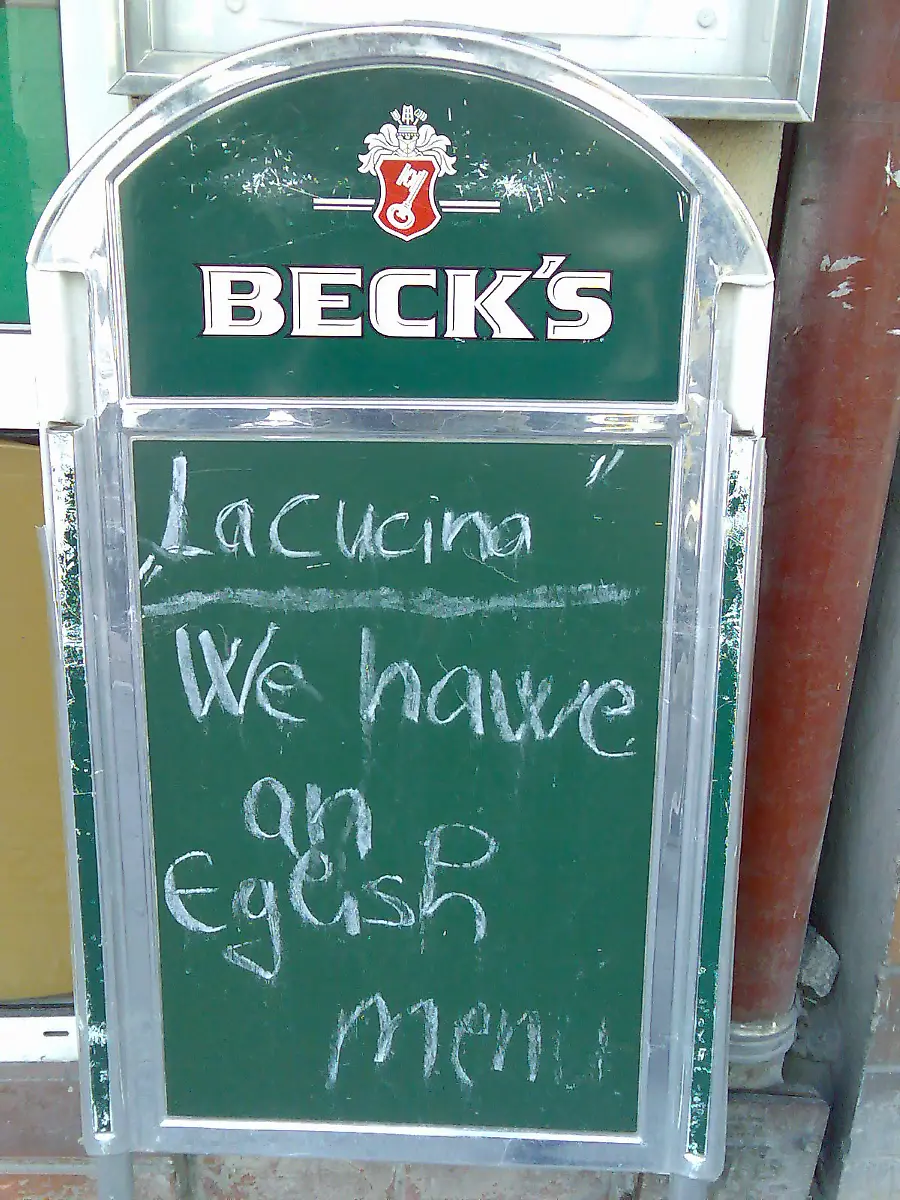 BECK'S
„La cucina“
We hawe
an
Eglish
menu